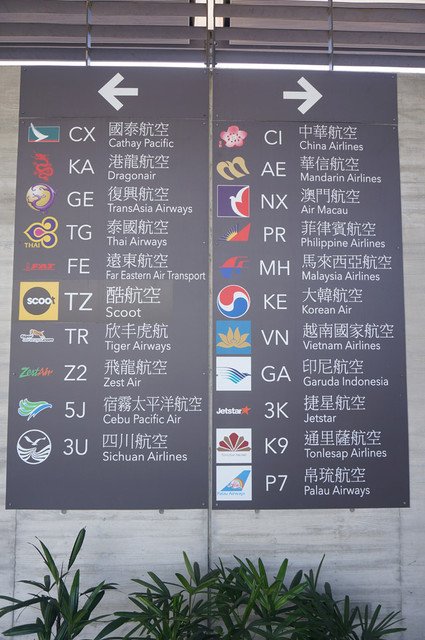 CX 國泰航空
Cathay Pacific
KA 港龍航空
Dragonair
GE 復興航空
TransAsia Airways
THAI
TG 泰國航空
Thai Airways
FE 遠東航空
Far Eastern Air Transport
SCOOT
TZ 酷航空
Scoot
TR 欣丰虎航
Tiger Airways
ZestAir
Z2 飛龍航空
Zest Air
5J 宿霧太平洋航空
Cebu Pacific Air
3U 四川航空
Sichuan Airlines
CI 中華航空
China Airlines
AE 華信航空
Mandarin Airlines
NX 澳門航空
Air Macau
PR 菲律賓航空
Philippine Airlines
MH 馬來西亞航空
Malaysia Airlines
KE 大韓航空
Korean Air
VN 越南國家航空
Vietnam Airlines
GA 印尼航空
Garuda Indonesia
Jetstar
3K 捷星航空
Jetstar
K9 通里薩航空
Tonlesap Airlines
Palau Airways
P7 帛琉航空
Palau Airways